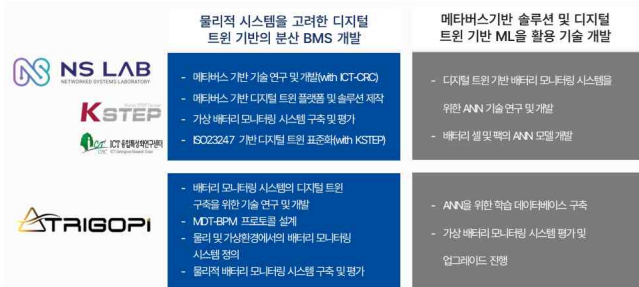 물리적 시스템을 고려한 디지털
트윈 기반의 분산 BMS 개발
메타버스기반 솔루션 및 디지털
트윈 기반 ML을 활용 기술 개발
NS LAB
NETWORKED SYSTEMS LABORATORY
KSTEP
ICT 융합특성화연구센터
- 메타버스 기반 기술 연구 및 개발(with ICT-CRC)
- 메타버스 기반 디지털 트윈 플랫폼 및 솔루션 제작
- 가상 배터리 모니터링 시스템 구축 및 평가
- ISO23247 기반 디지털 트윈 표준화(with KSTEP)
- 디지털 트윈 기반 배터리 모니터링 시스템을
위한 ANN 기술 연구 및 개발
- 배터리 셀 및 팩의 ANN 모델 개발
TRIGOPi
- 배터리 모니터링 시스템의 디지털 트윈
구축을 위한 기술 연구 및 개발
- MDT-BPM 프로토콜 설계
- 물리 및 가상환경에서의 배터리 모니터링
시스템 정의
- 물리적 배터리 모니터링 시스템 구축 및 평가
- ANN을 위한 학습 데이터베이스 구축
- 가상 배터리 모니터링 시스템 평가 및
업그레이드 진행